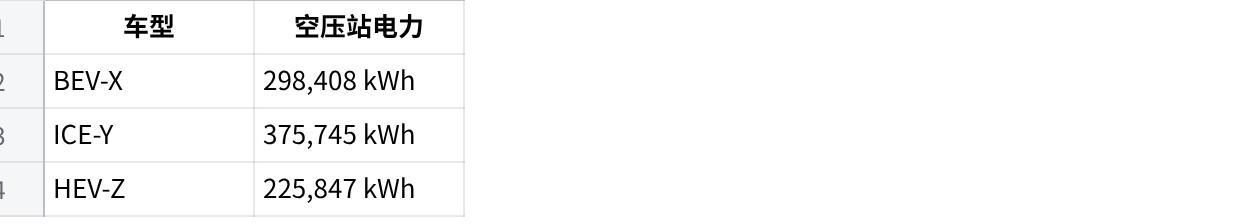 车型 空压站电力
BEV-X 298,408 kWh
ICE-Y 375,745 kWh
HEV-Z 225,847 kWh